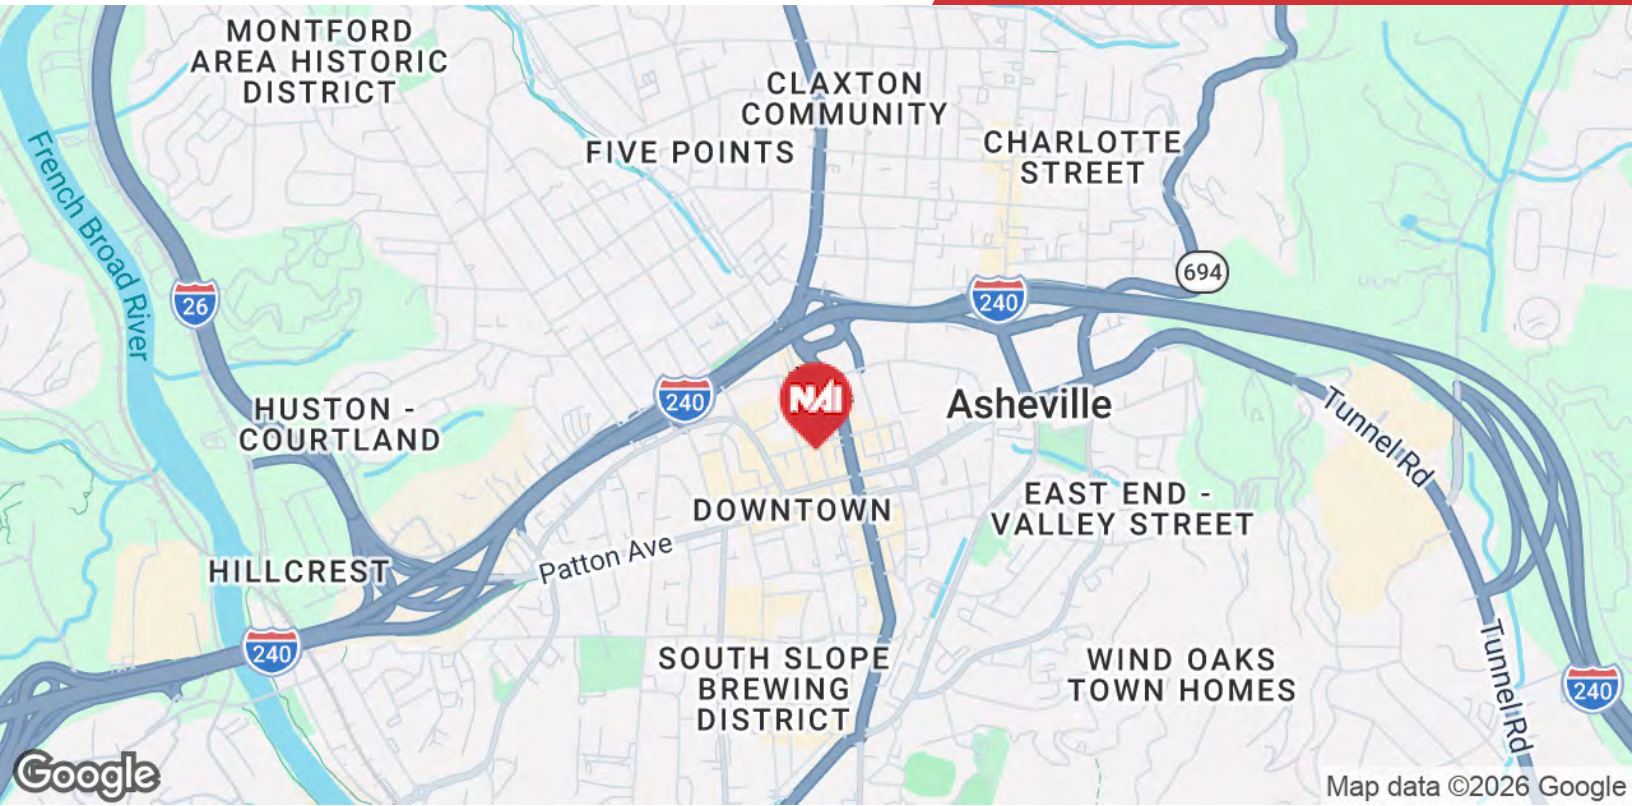 MONTFORD
AREA HISTORIC
DISTRICT
CLAXTON
COMMUNITY
FIVE POINTS
CHARLOTTE
STREET
French Broad River
694
26
240
240
NAI
Asheville
HUSTON -
COURTLAND
Tunnel Rd
DOWNTOWN
EAST END -
VALLEY STREET
Patton Ave
HILLCREST
240
SOUTH SLOPE
BREWING
DISTRICT
WIND OAKS
TOWN HOMES
Tunnel Rd
240
Google
Map data ©2026 Google